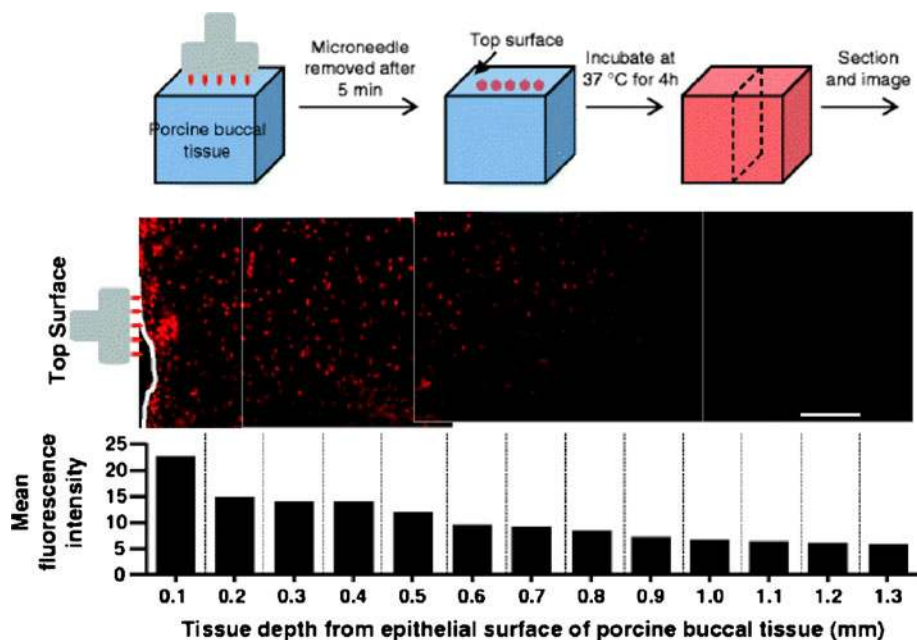 Microneedle
removed after
5 min
Top surface
Incubate at
37 °C for 4h
Section
and image
Porcine buccal
tissue
Top Surface
Mean
fluorescence
intensity
25
20
15
10
5
0
0.1 0.2 0.3 0.4 0.5 0.6 0.7 0.8 0.9 1.0 1.1 1.2 1.3
Tissue depth from epithelial surface of porcine buccal tissue (mm)